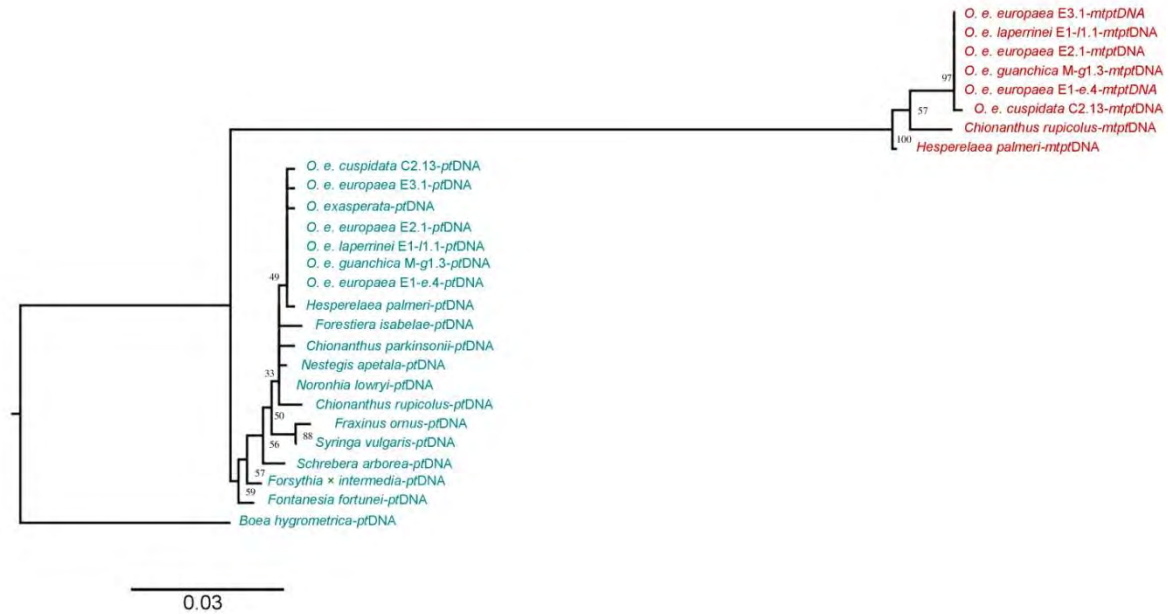 O. e. europaea E3.1-mtptDNA
O. e. laperrinei E1-l1.1-mtptDNA
O. e. europaea E2.1-mtptDNA
O. e. guanchica M-g1.3-mtptDNA
97
O. e. europaea E1-e.4-mtptDNA
O. e. cuspidata C2.13-mtptDNA
57
Chionanthus rupicolus-mtptDNA
100
Hesperelaea palmeri-mtptDNA
O. e. cuspidata C2.13-ptDNA
O. e. europaea E3.1-ptDNA
O. exasperata-ptDNA
O. e. europaea E2.1-ptDNA
O. e. laperrinei E1-l1.1-ptDNA
O. e. guanchica M-g1.3-ptDNA
49
O. e. europaea E1-e.4-ptDNA
Hesperelaea palmeri-ptDNA
Forestiera isabelae-ptDNA
Chionanthus parkinsonii-ptDNA
Nestegis apetala-ptDNA
33
Noronhia lowryi-ptDNA
Chionanthus rupicolus-ptDNA
50
Fraxinus ornus-ptDNA
88
56
Syringa vulgaris-ptDNA
Schrebera arborea-ptDNA
57
Forsythia × intermedia-ptDNA
59
Fontanesia fortunei-ptDNA
Boea hygrometrica-ptDNA
0.03